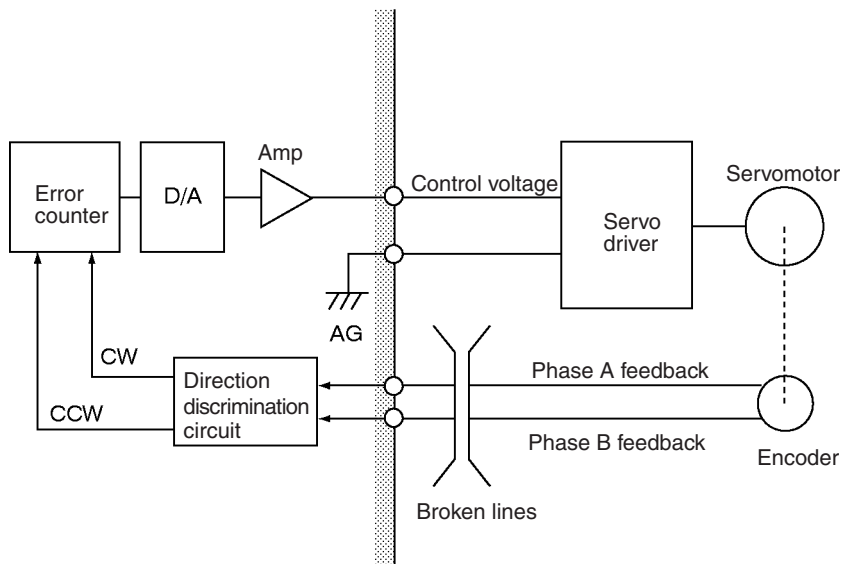 Amp
Servomotor
Error
counter
D/A
Control voltage
Servo
driver
AG
CW
Direction
discrimination
circuit
CCW
Phase A feedback
Phase B feedback
Encoder
Broken lines